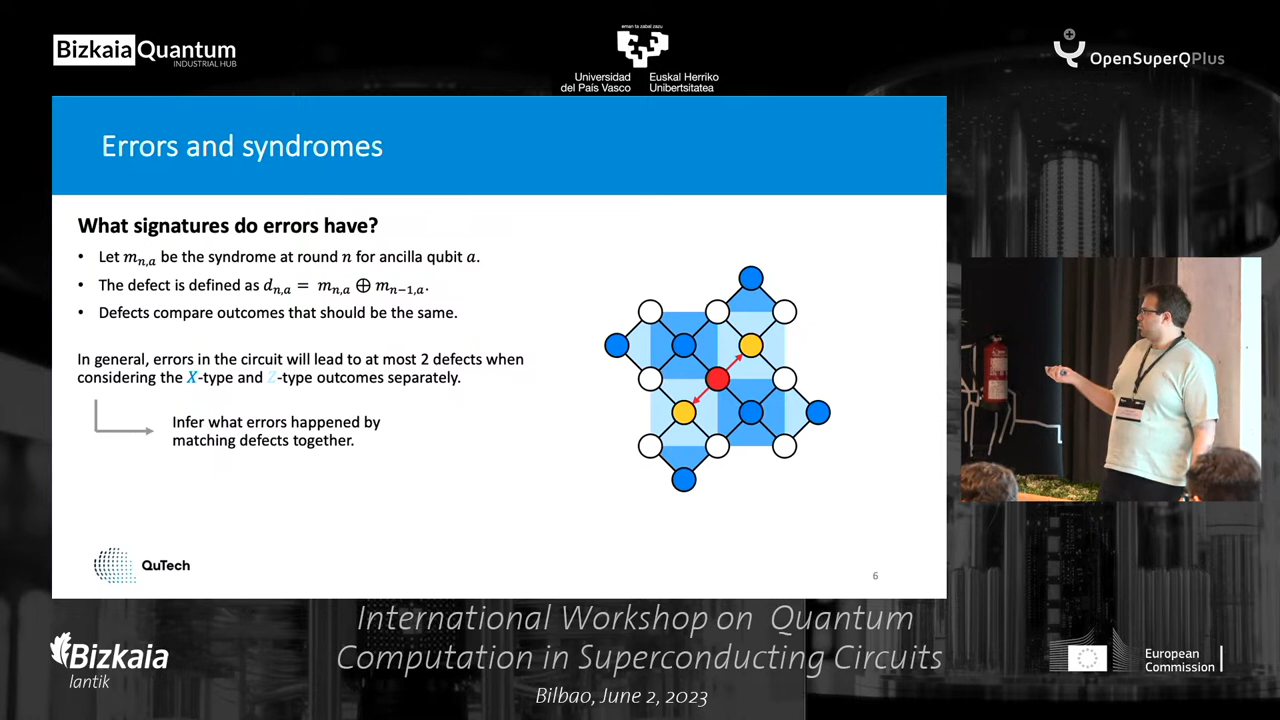 eman ta zabal zazu
Bizkaia Quantum
INDUSTRIAL HUB
Universidad
del País Vasco
Euskal Herriko
Unibertsitatea
OpenSuperQPlus
Errors and syndromes
What signatures do errors have?
• Let mₙ,ₐ be the syndrome at round n for ancilla qubit a.
• The defect is defined as dₙ,ₐ = mₙ,ₐ ⊕ mₙ₋₁,ₐ.
• Defects compare outcomes that should be the same.
In general, errors in the circuit will lead to at most 2 defects when
considering the X-type and Z-type outcomes separately.
Infer what errors happened by
matching defects together.
QuTech
6
International Workshop on Quantum
Computation in Superconducting Circuits
Bilbao, June 2, 2023
Bizkaia
lantik
European
Commission